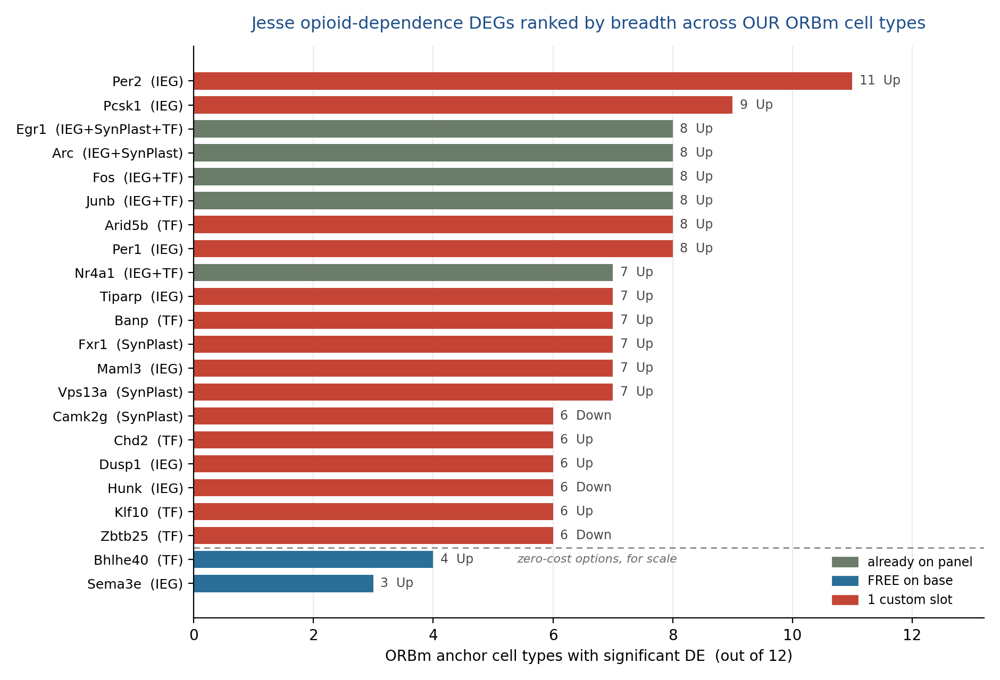 Jesse opioid-dependence DEGs ranked by breadth across OUR ORBm cell types
Per2 (IEG) 11 Up
Pcsk1 (IEG) 9 Up
Egr1 (IEG+SynPlast+TF) 8 Up
Arc (IEG+SynPlast) 8 Up
Fos (IEG+TF) 8 Up
Junb (IEG+TF) 8 Up
Arid5b (TF) 8 Up
Per1 (IEG) 8 Up
Nr4a1 (IEG+TF) 7 Up
Tiparp (IEG) 7 Up
Banp (TF) 7 Up
Fxr1 (SynPlast) 7 Up
Maml3 (IEG) 7 Up
Vps13a (SynPlast) 7 Up
Camk2g (SynPlast) 6 Down
Chd2 (TF) 6 Up
Dusp1 (IEG) 6 Up
Hunk (IEG) 6 Down
Klf10 (TF) 6 Up
Zbtb25 (TF) 6 Down
Bhlhe40 (TF) 4 Up zero-cost options, for scale
Sema3e (IEG) 3 Up
already on panel
FREE on base
1 custom slot
0 2 4 6 8 10 12
ORBm anchor cell types with significant DE (out of 12)